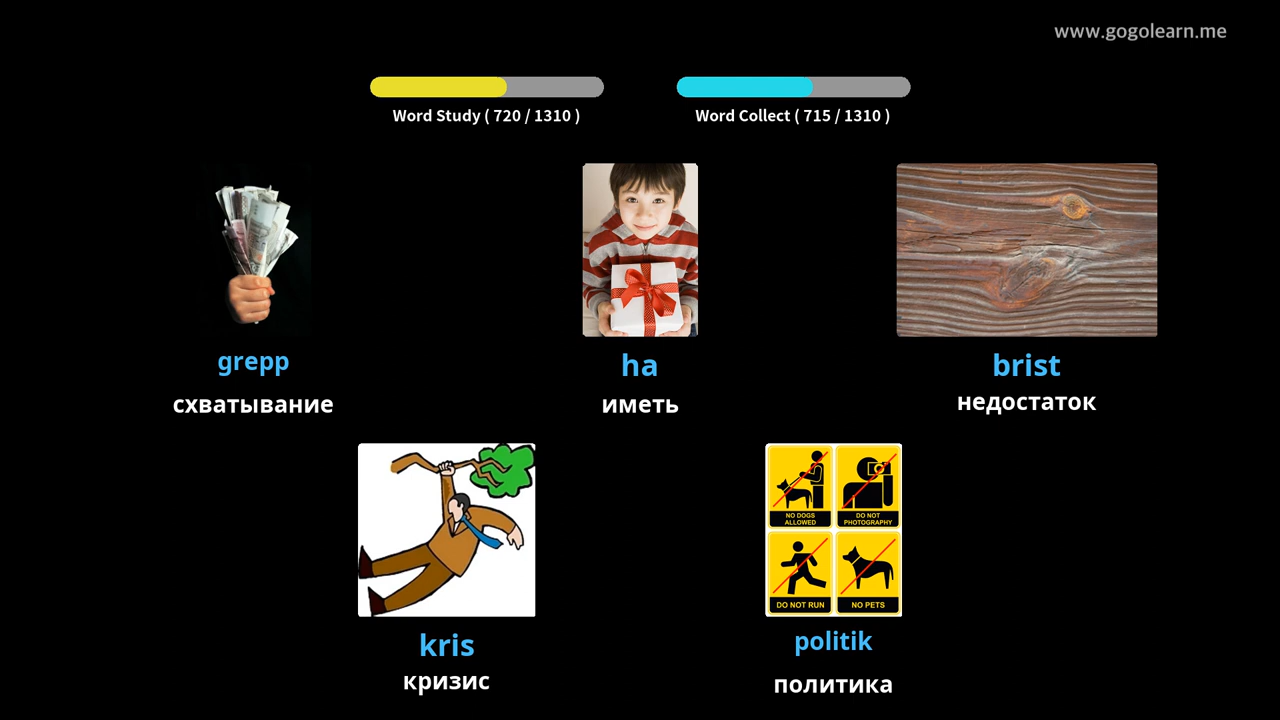 www.gogolearn.me
Word Study ( 720 / 1310 )
Word Collect ( 715 / 1310 )
grepp
ha
brist
схватывание
иметь
недостаток
NO DOGS
ALLOWED
DO NOT
PHOTOGRAPHY
DO NOT RUN
NO PETS
kris
politik
кризис
политика